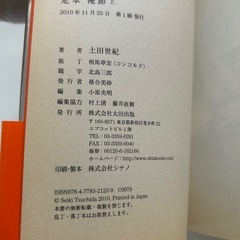 定本 俺節 上
2010年11月25日 第1刷発行
著者 土田世紀
装丁 相馬章宏(コンコルド)
題字 北島三郎
発行者 落合美砂
編集 小原央明
編集協力 村上清 藤井直樹
発行所 株式会社太田出版
〒160-8571
東京都新宿区荒木町22
エプコットビル1階
TEL 03-3359-6281
FAX 03-3359-0040
振替 00120-6-162166
ホームページ http://www.ohtabooks.com/
印刷・製本 株式会社シナノ
ISBN978-4-7783-2123-9 C0979
© Seiki Tsuchida 2010, Printed in Japan
本書の無断転載、複製を禁じます。
乱丁・落丁本はお取替えします。